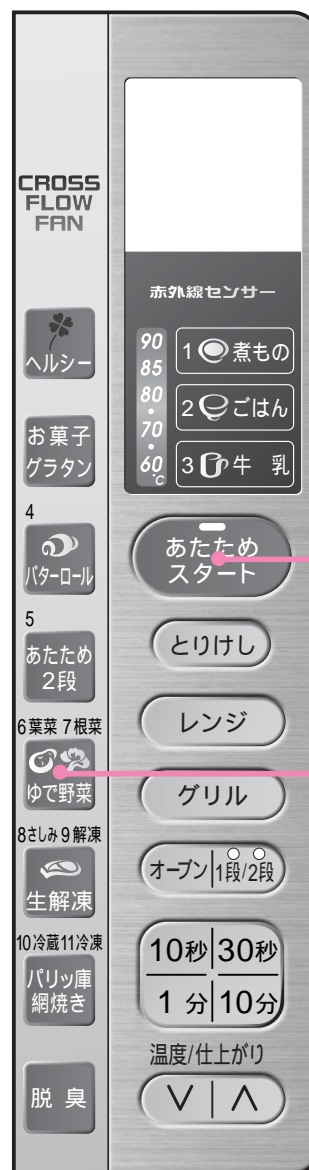 CROSS
FLOW
FAN
ヘルシー
お菓子
グラタン
4
バターロール
5
あたため
2段
6葉菜 7根菜
ゆで野菜
8さしみ 9解凍
生解凍
10冷蔵 11冷凍
パリッ庫
網焼き
脱 臭
赤外線センサー
90
85
80
・
70
・
60
℃
1 煮もの
2 ごはん
3 牛 乳
あたため
スタート
とりけし
レンジ
グリル
オーブン 1段/2段
10秒 30秒
1 分 10分
温度/仕上がり
∨ ∧